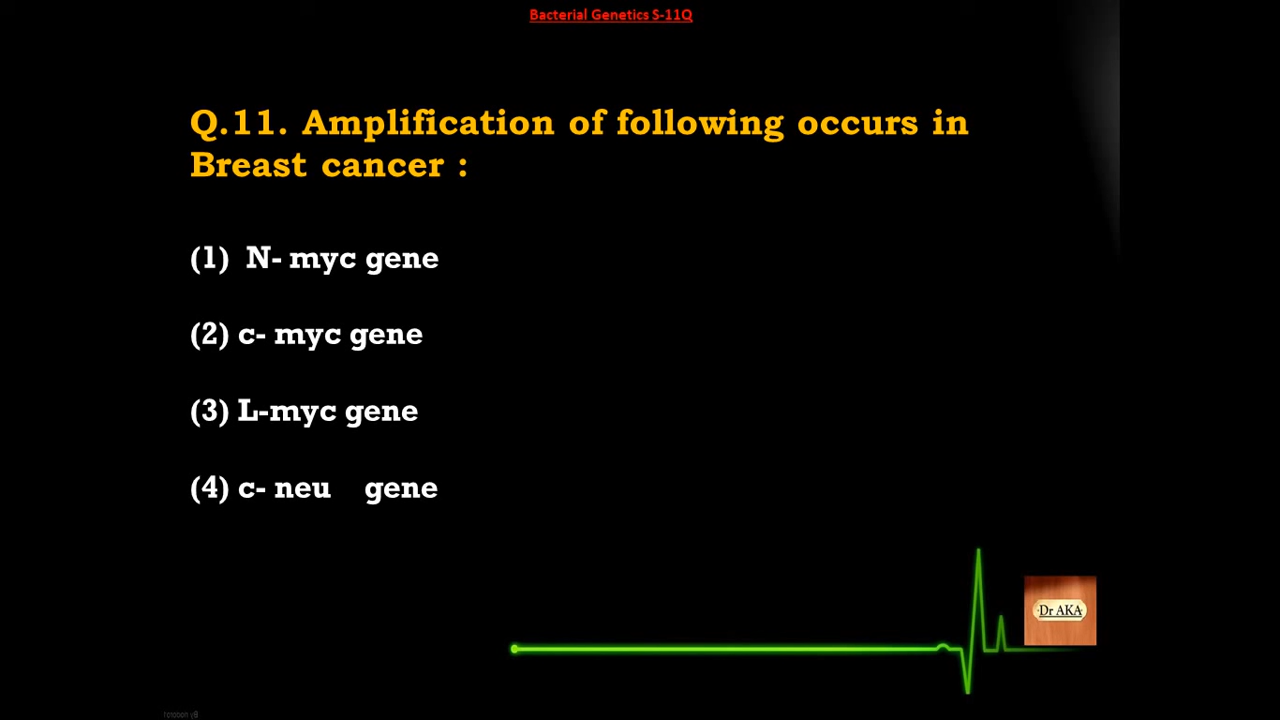 Bacterial Genetics S-11Q
Q.11. Amplification of following occurs in
Breast cancer :
(1) N- myc gene
(2) c- myc gene
(3) L-myc gene
(4) c- neu gene
Dr AKA